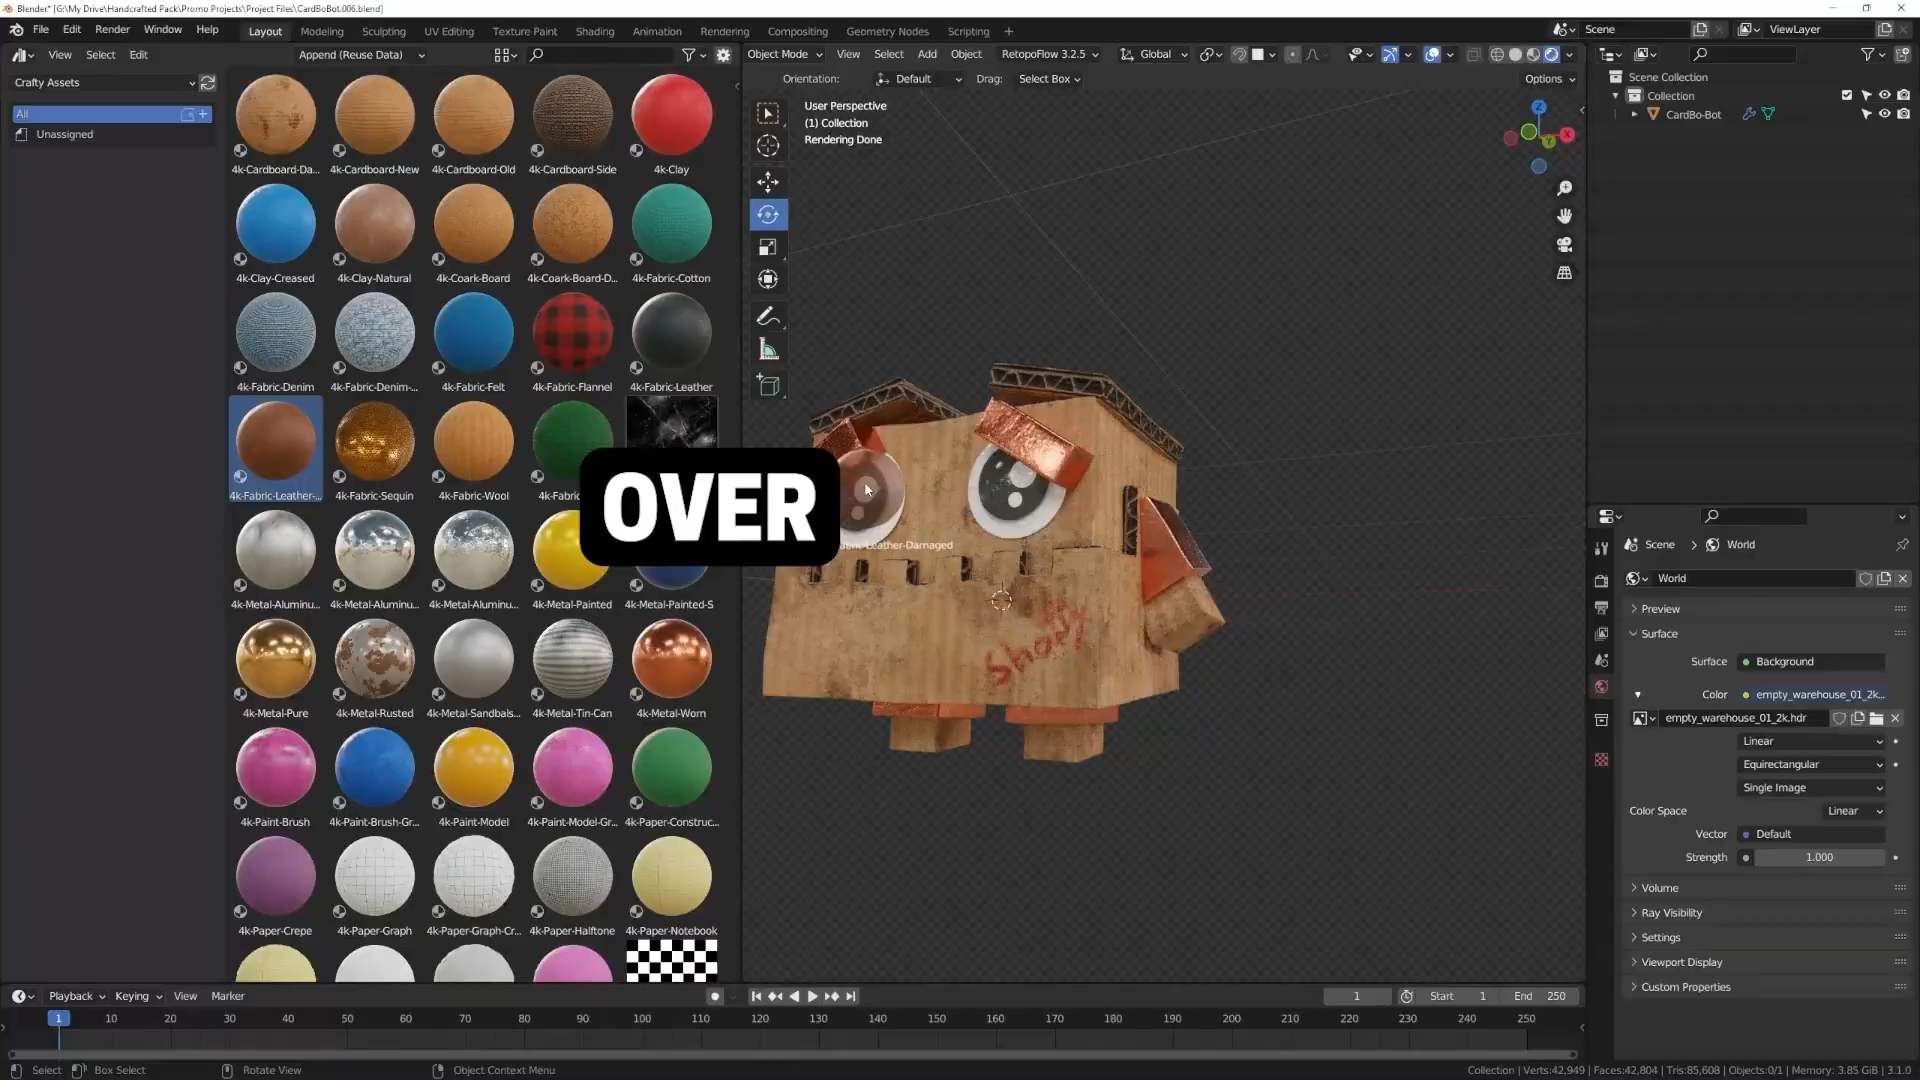 Blender* [G:\My Drive\Handcrafted Pack\Promo Projects\Project Files\CardBoBot.006.blend]
File Edit Render Window Help Layout Modeling Sculpting UV Editing Texture Paint Shading Animation Rendering Compositing Geometry Nodes Scripting + Scene ViewLayer
View Select Edit Append (Reuse Data) Object Mode View Select Add Object RetopoFlow 3.2.5 Global
Crafty Assets Orientation: Default Drag: Select Box Options
All
Unassigned
User Perspective
(1) Collection
Rendering Done
Scene Collection
Collection
CardBo-Bot
4k-Cardboard-Da... 4k-Cardboard-New 4k-Cardboard-Old 4k-Cardboard-Side 4k-Clay
4k-Clay-Creased 4k-Clay-Natural 4k-Coark-Board 4k-Coark-Board-D... 4k-Fabric-Cotton
4k-Fabric-Denim 4k-Fabric-Denim-... 4k-Fabric-Felt 4k-Fabric-Flannel 4k-Fabric-Leather
4k-Fabric-Leather-... 4k-Fabric-Sequin 4k-Fabric-Wool
OVER
Leather-Damaged
4k-Metal-Aluminu... 4k-Metal-Aluminu... 4k-Metal-Aluminu... 4k-Metal-Painted 4k-Metal-Painted-S
4k-Metal-Pure 4k-Metal-Rusted 4k-Metal-Sandbals... 4k-Metal-Tin-Can 4k-Metal-Worn
4k-Paint-Brush 4k-Paint-Brush-Gr... 4k-Paint-Model 4k-Paint-Model-Gr... 4k-Paper-Construc...
4k-Paper-Crepe 4k-Paper-Graph 4k-Paper-Graph-Cr... 4k-Paper-Halftone 4k-Paper-Notebook
Z
X
Y
Scene > World
World
Preview
Surface
Surface Background
Color empty_warehouse_01_2k...
empty_warehouse_01_2k.hdr
Linear
Equirectangular
Single Image
Color Space Linear
Vector Default
Strength 1.000
Volume
Ray Visibility
Settings
Viewport Display
Custom Properties
Playback Keying View Marker 1 Start 1 End 250
1 10 20 30 40 50 60 70 80 90 100 110 120 130 140 150 160 170 180 190 200 210 220 230 240 250
Select Box Select Rotate View Object Context Menu Collection | Verts:42,949 | Faces:42,804 | Tris:85,608 | Objects:0/1 | Memory: 3.85 GiB | 3.1.0